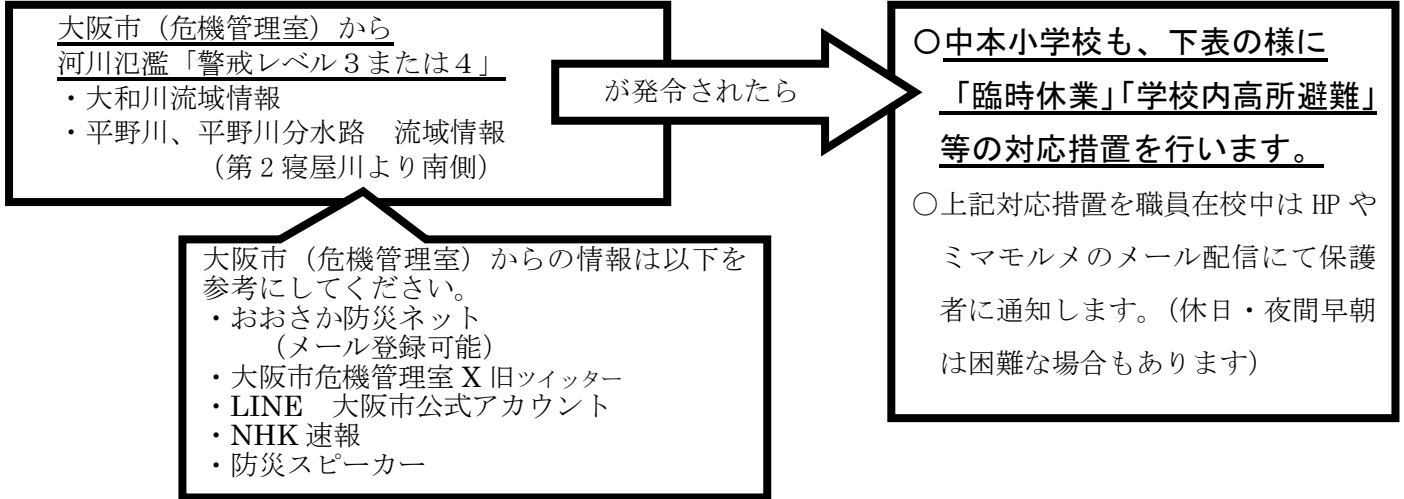 大阪市（危機管理室）から
河川氾濫「警戒レベル３または４」
・大和川流域情報
・平野川、平野川分水路　流域情報
（第２寝屋川より南側）
が発令されたら
〇中本小学校も、下表の様に
「臨時休業」「学校内高所避難」
等の対応措置を行います。
〇上記対応措置を職員在校中は HP や
ミマモルメのメール配信にて保護
者に通知します。（休日・夜間早朝
は困難な場合もあります）
大阪市（危機管理室）からの情報は以下を
参考にしてください。
・おおさか防災ネット
（メール登録可能）
・大阪市危機管理室 X 旧ツイッター
・LINE　大阪市公式アカウント
・NHK 速報
・防災スピーカー